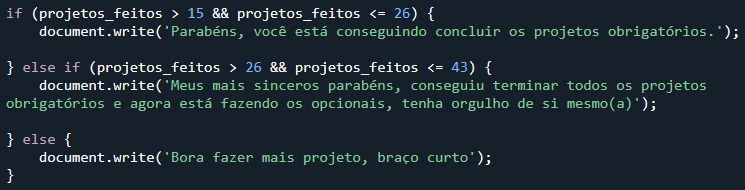 if (projetos_feitos > 15 && projetos_feitos <= 26) {
    document.write('Parabéns, você está conseguindo concluir os projetos obrigatórios.');
} else if (projetos_feitos > 26 && projetos_feitos <= 43) {
    document.write('Meus mais sinceros parabéns, conseguiu terminar todos os projetos
obrigatórios e agora está fazendo os opcionais, tenha orgulho de si mesmo(a)');
} else {
    document.write('Bora fazer mais projeto, braço curto');
}